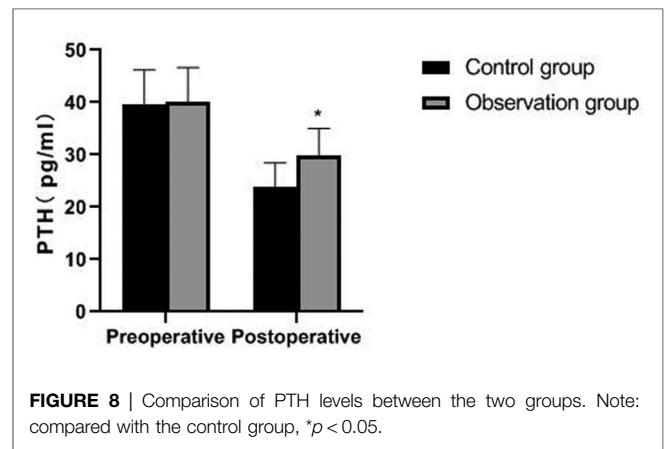 50
40
30
20
10
0
PTH( pg/ml)
*
Preoperative Postoperative
Control group
Observation group
FIGURE 8 | Comparison of PTH levels between the two groups. Note:
compared with the control group, *p < 0.05.